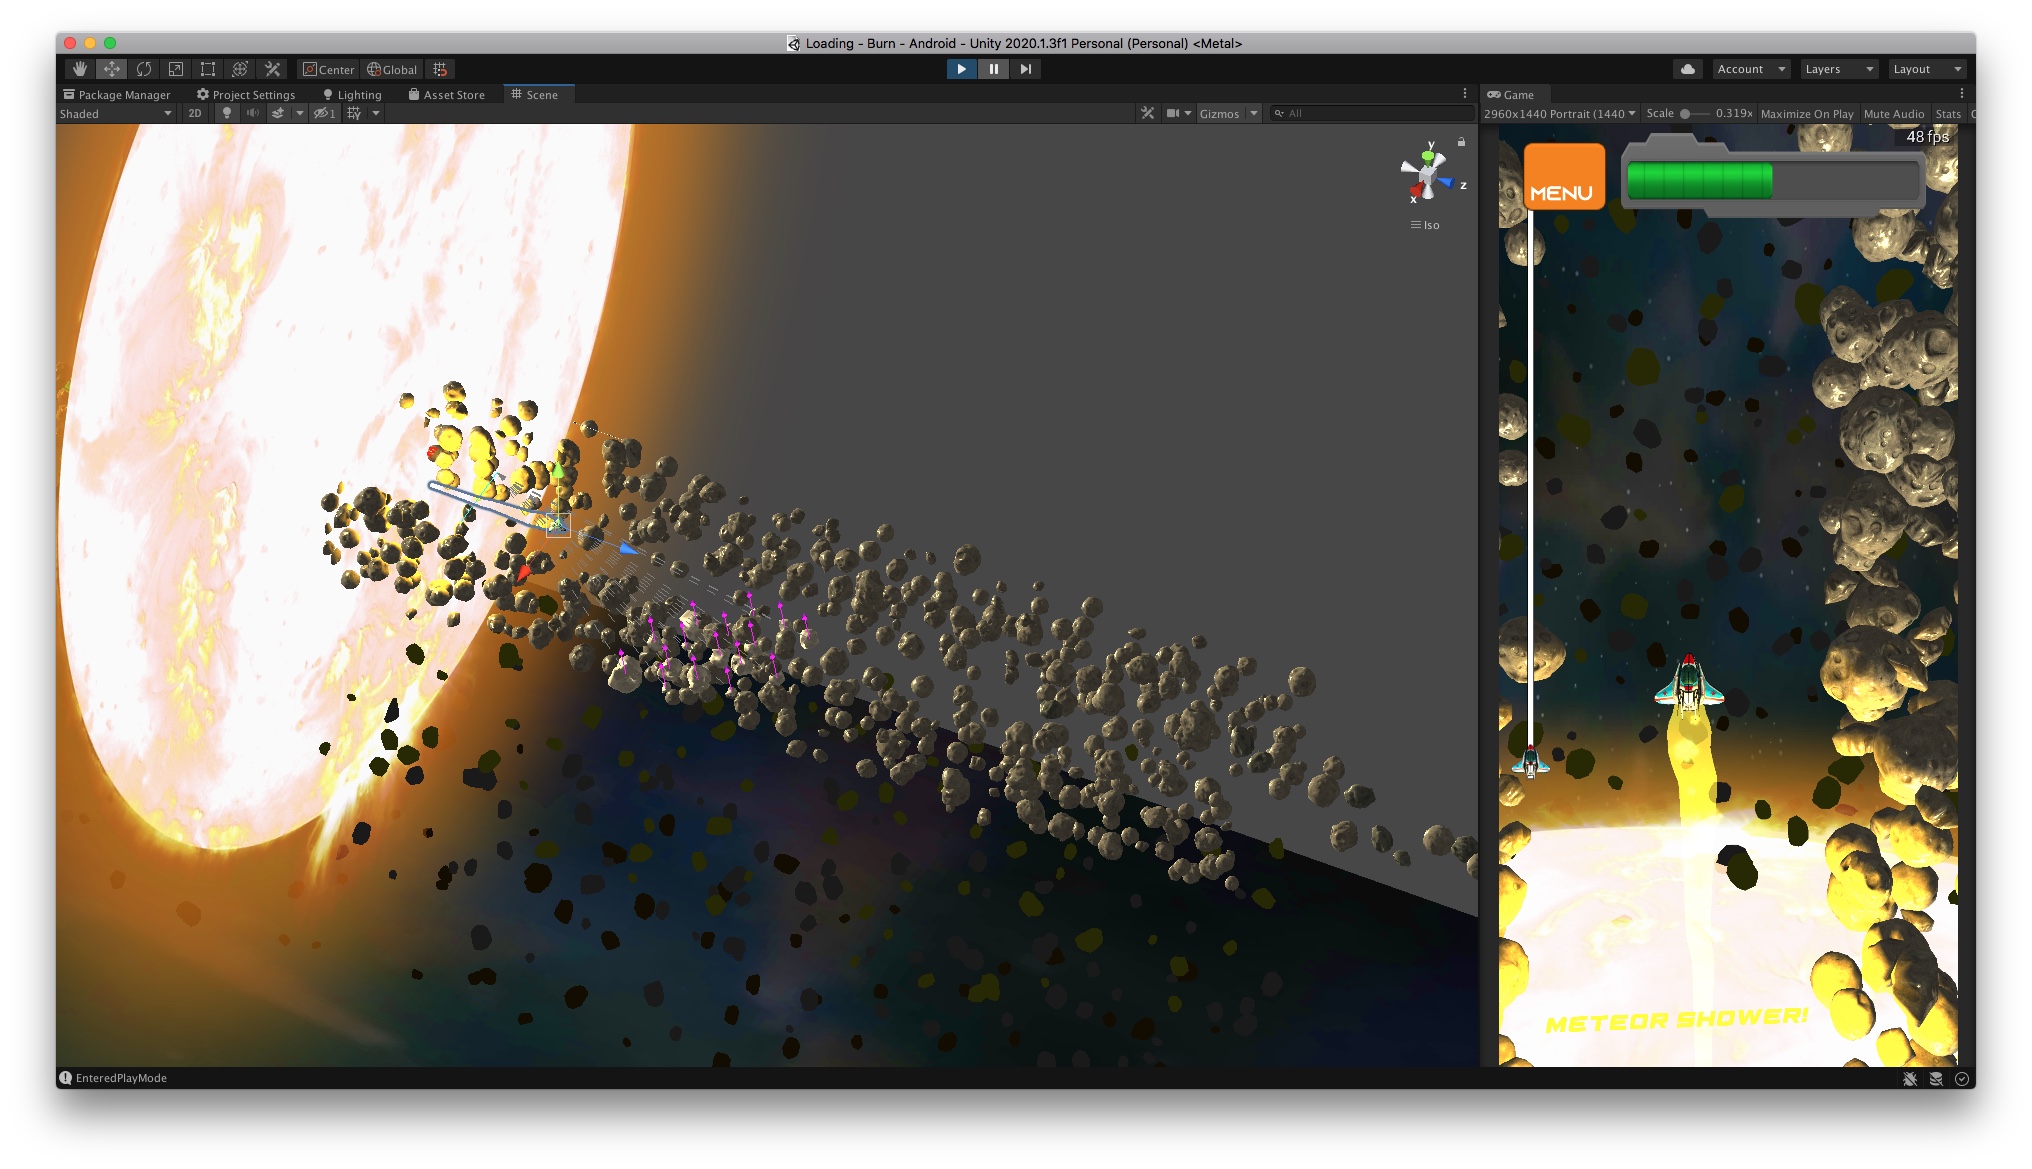 Loading - Burn - Android - Unity 2020.1.3f1 Personal (Personal) <Metal>
Center Global Account Layers Layout
Package Manager Project Settings Lighting Asset Store Scene Game
Shaded 2D 1 Gizmos All 2960x1440 Portrait (1440 Scale 0.319x Maximize On Play Mute Audio Stats
y
z
x
Iso
48 fps
MENU
METEOR SHOWER!
EnteredPlayMode